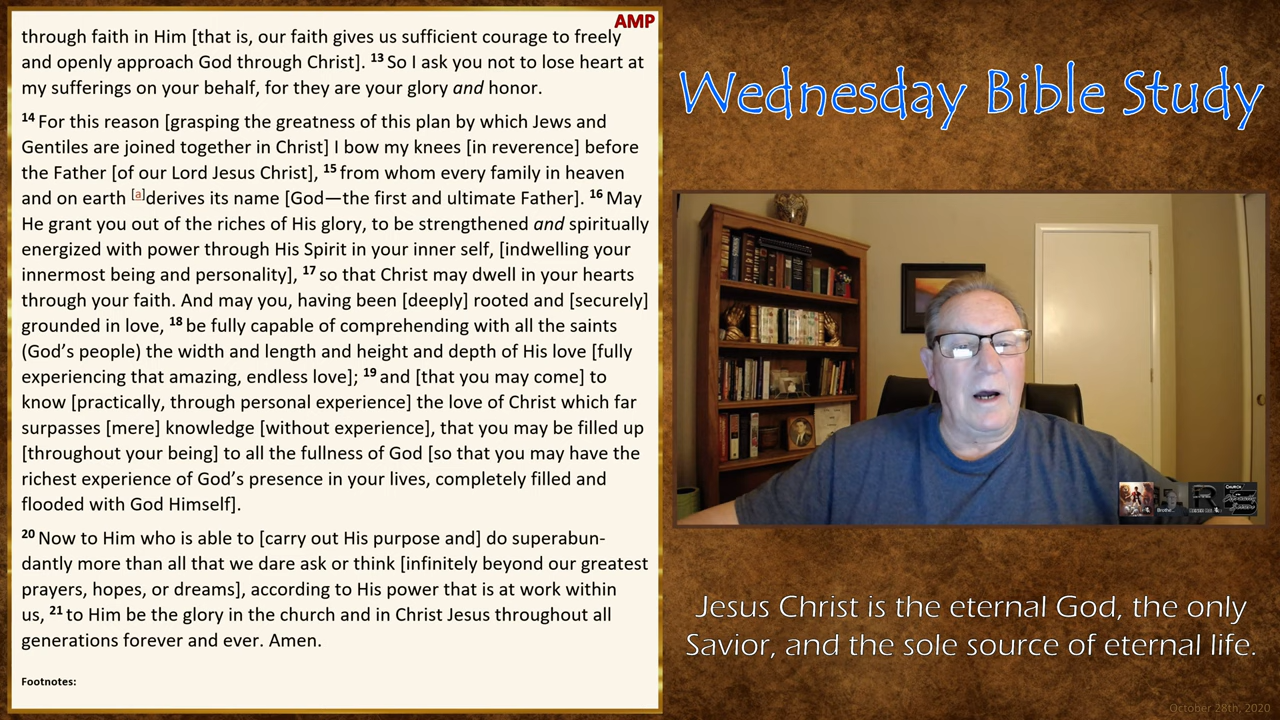 AMP
through faith in Him [that is, our faith gives us sufficient courage to freely
and openly approach God through Christ]. 13 So I ask you not to lose heart at
my sufferings on your behalf, for they are your glory and honor.
14 For this reason [grasping the greatness of this plan by which Jews and
Gentiles are joined together in Christ] I bow my knees [in reverence] before
the Father [of our Lord Jesus Christ], 15 from whom every family in heaven
and on earth [a]derives its name [God—the first and ultimate Father]. 16 May
He grant you out of the riches of His glory, to be strengthened and spiritually
energized with power through His Spirit in your inner self, [indwelling your
innermost being and personality], 17 so that Christ may dwell in your hearts
through your faith. And may you, having been [deeply] rooted and [securely]
grounded in love, 18 be fully capable of comprehending with all the saints
(God’s people) the width and length and height and depth of His love [fully
experiencing that amazing, endless love]; 19 and [that you may come] to
know [practically, through personal experience] the love of Christ which far
surpasses [mere] knowledge [without experience], that you may be filled up
[throughout your being] to all the fullness of God [so that you may have the
richest experience of God’s presence in your lives, completely filled and
flooded with God Himself].
20 Now to Him who is able to [carry out His purpose and] do superabun-
dantly more than all that we dare ask or think [infinitely beyond our greatest
prayers, hopes, or dreams], according to His power that is at work within
us, 21 to Him be the glory in the church and in Christ Jesus throughout all
generations forever and ever. Amen.
Footnotes:
Wednesday Bible Study
Brothe...
Church
Jesus Christ is the eternal God, the only
Savior, and the sole source of eternal life.
October 28th, 2020